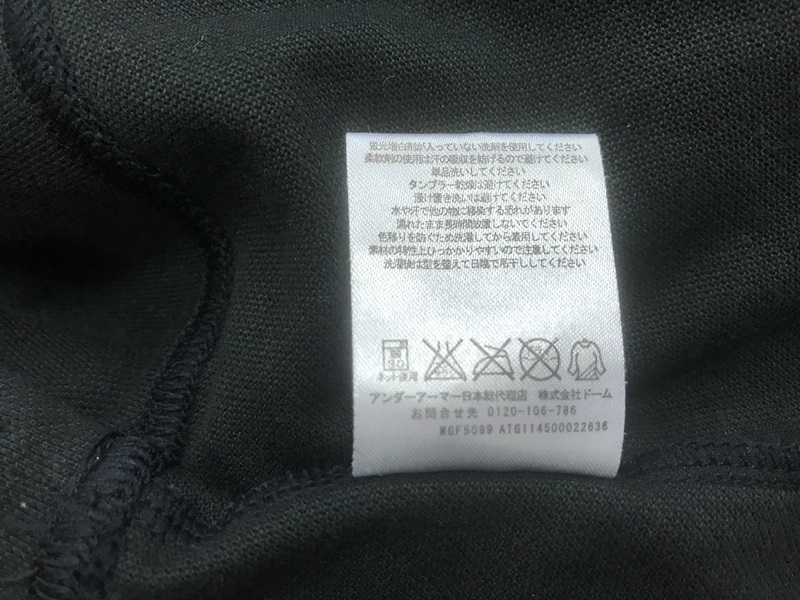 蛍光増白剤が入っていない洗剤を使用してください
柔軟剤の使用は汗の吸収を妨げるので避けてください
単品洗いしてください
タンブラー乾燥は避けてください
浸け置き洗いは避けてください
水や汗で他の物に移染する恐れがあります
濡れたまま長時間放置しないでください
色移りを防ぐため洗濯してから着用してください
素材の特性上ひっかかりやすいので注意してください
洗濯後は型を整えて日陰で吊干ししてください
30
ネット使用
アンダーアーマー日本総代理店 株式会社ドーム
お問合せ先 0120-106-786
MGF5089 ATG114500022636